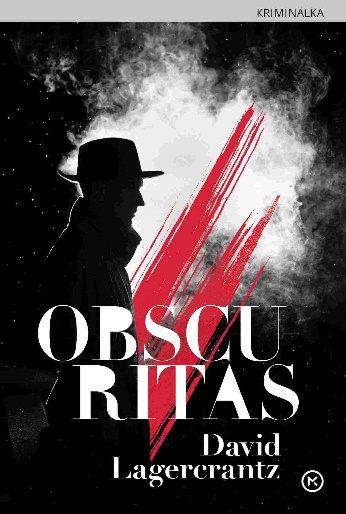 KRIMINALKA
OBSCU
RITAS
David
Lagercrantz